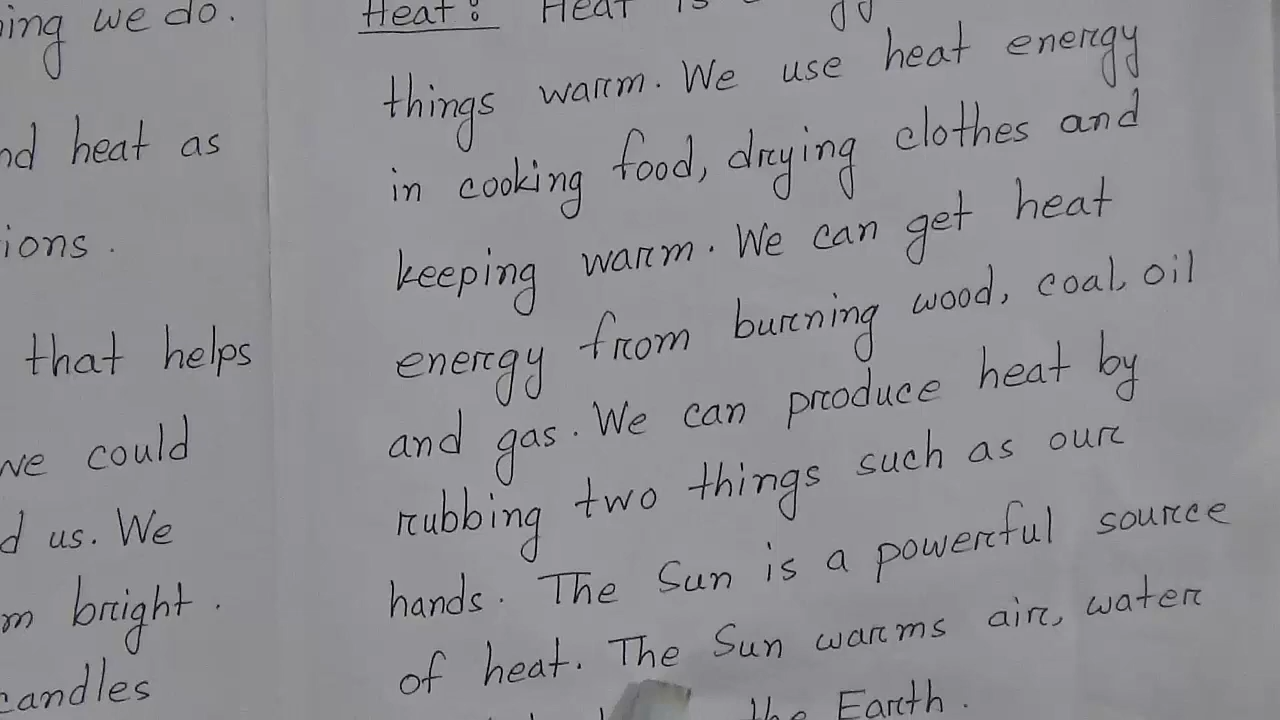 ing we do.
nd heat as
ions.
that helps
we could
d us. We
m bright.
candles
Heat: Heat is
things warm. We use heat energy
in cooking food, drying clothes and
keeping warm. We can get heat
energy from burning wood, coal, oil
and gas. We can produce heat by
rubbing two things such as our
hands. The Sun is a powerful source
of heat. The Sun warms air, water
the Earth.